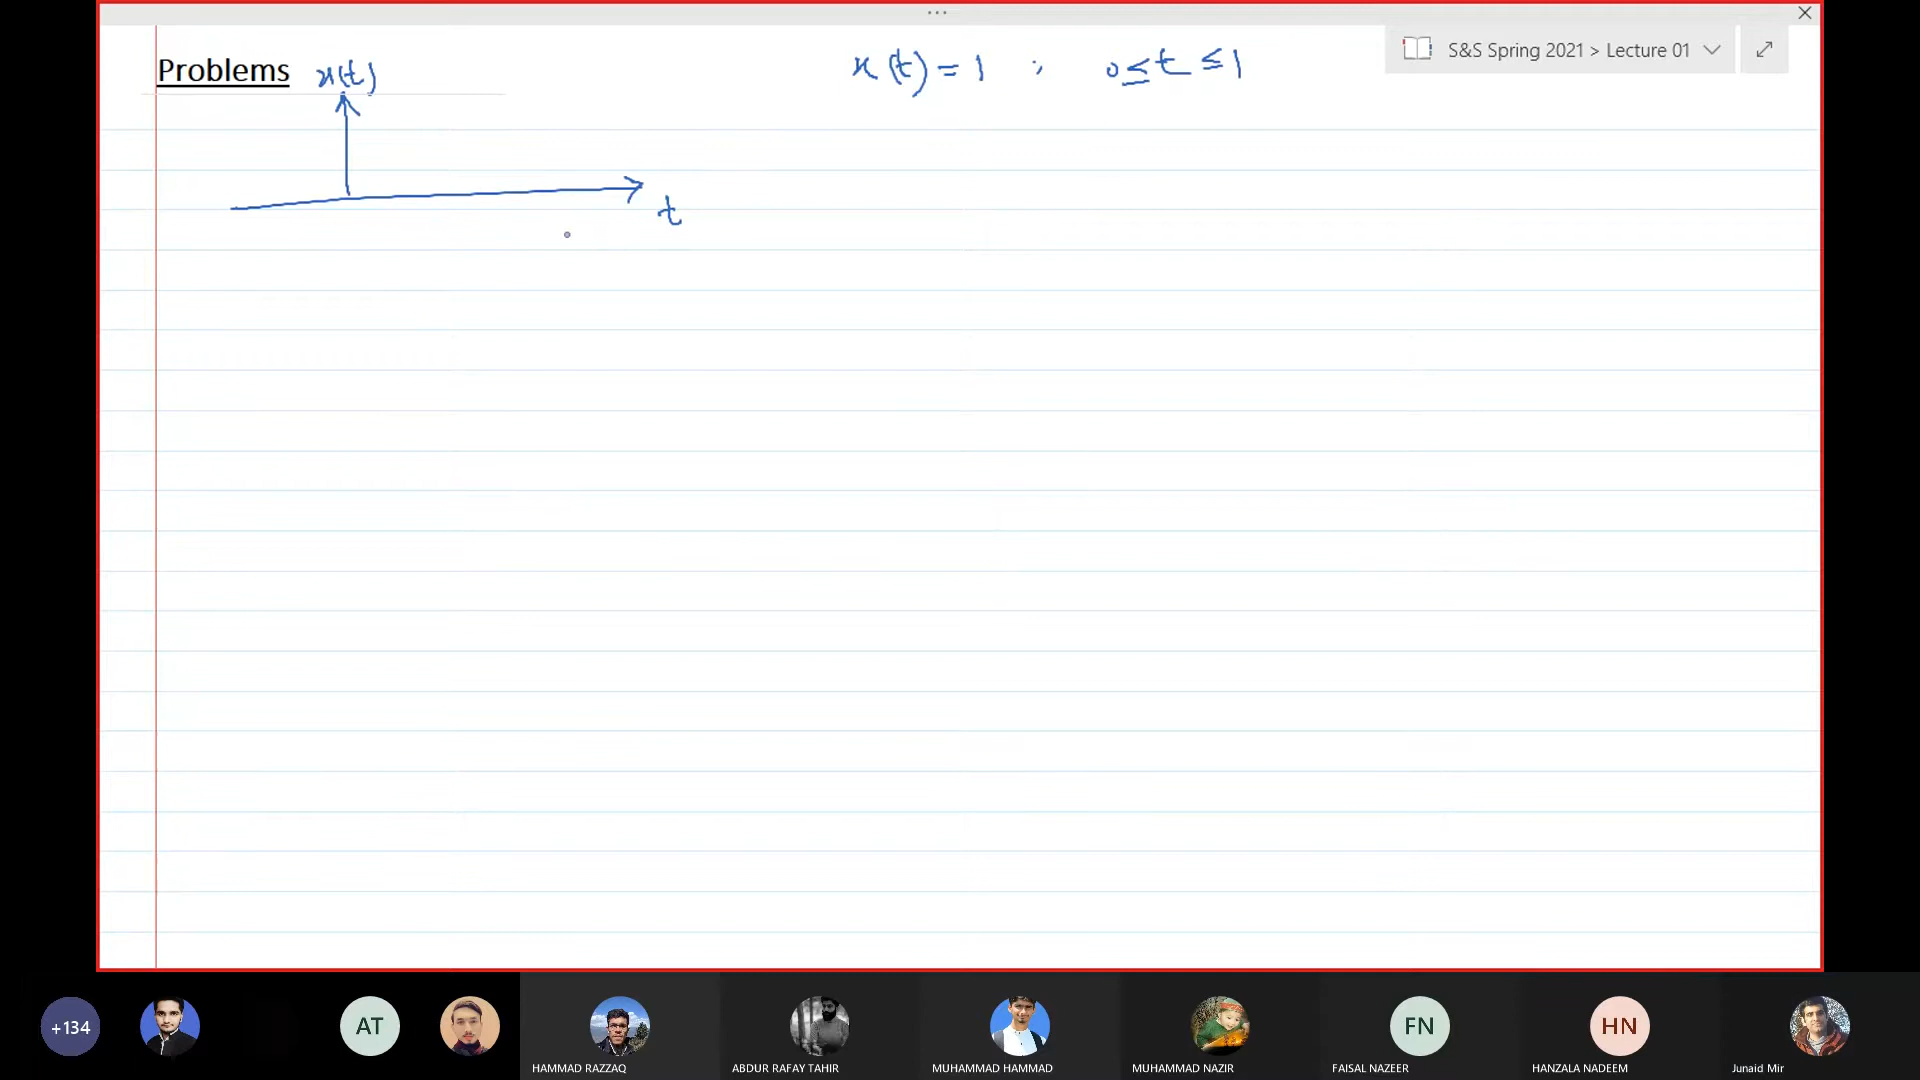 S&S Spring 2021 > Lecture 01
Problems x(t)
x(t) = 1 ; 0 ≤ t ≤ 1
t
+134
AT
FN
HN
HAMMAD RAZZAQ
ABDUR RAFAY TAHIR
MUHAMMAD HAMMAD
MUHAMMAD NAZIR
FAISAL NAZEER
HANZALA NADEEM
Junaid Mir